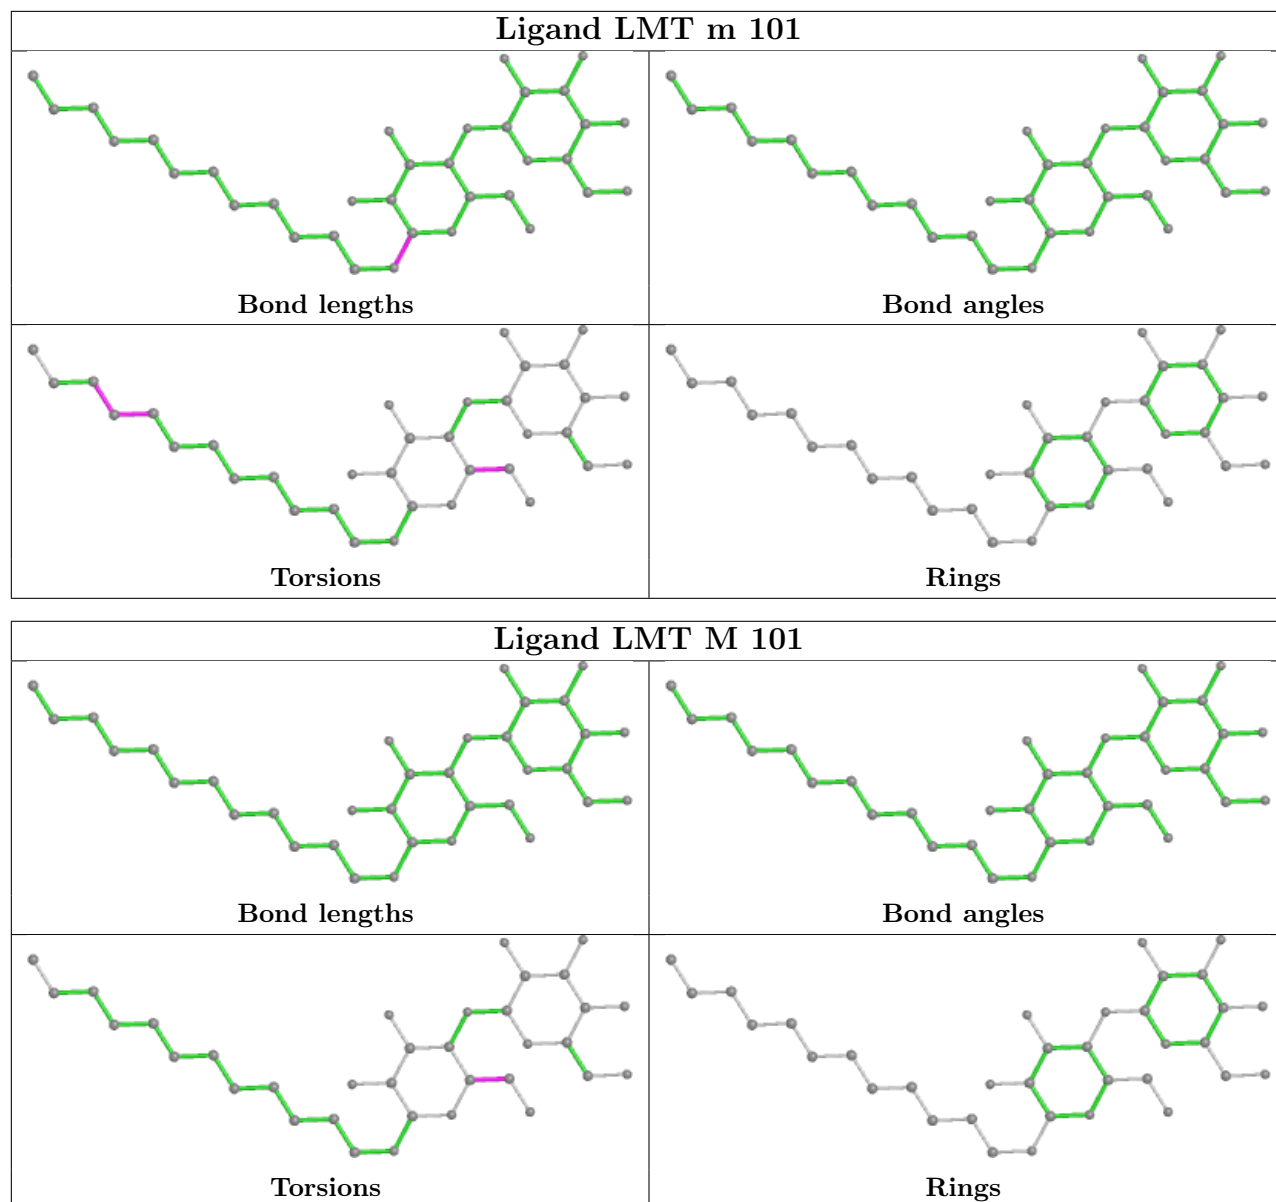 Ligand LMT m 101
Bond lengths
Bond angles
Torsions
Rings
Ligand LMT M 101
Bond lengths
Bond angles
Torsions
Rings